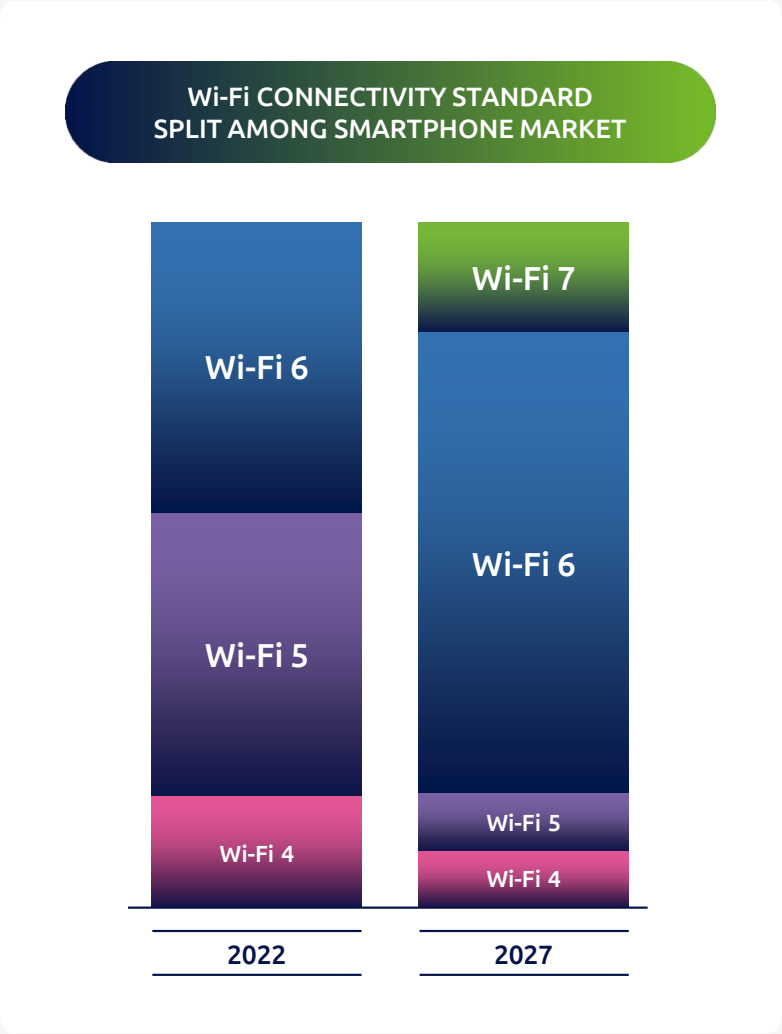 Wi-Fi CONNECTIVITY STANDARD
SPLIT AMONG SMARTPHONE MARKET
Wi-Fi 6
Wi-Fi 5
Wi-Fi 4
2022
Wi-Fi 7
Wi-Fi 6
Wi-Fi 5
Wi-Fi 4
2027